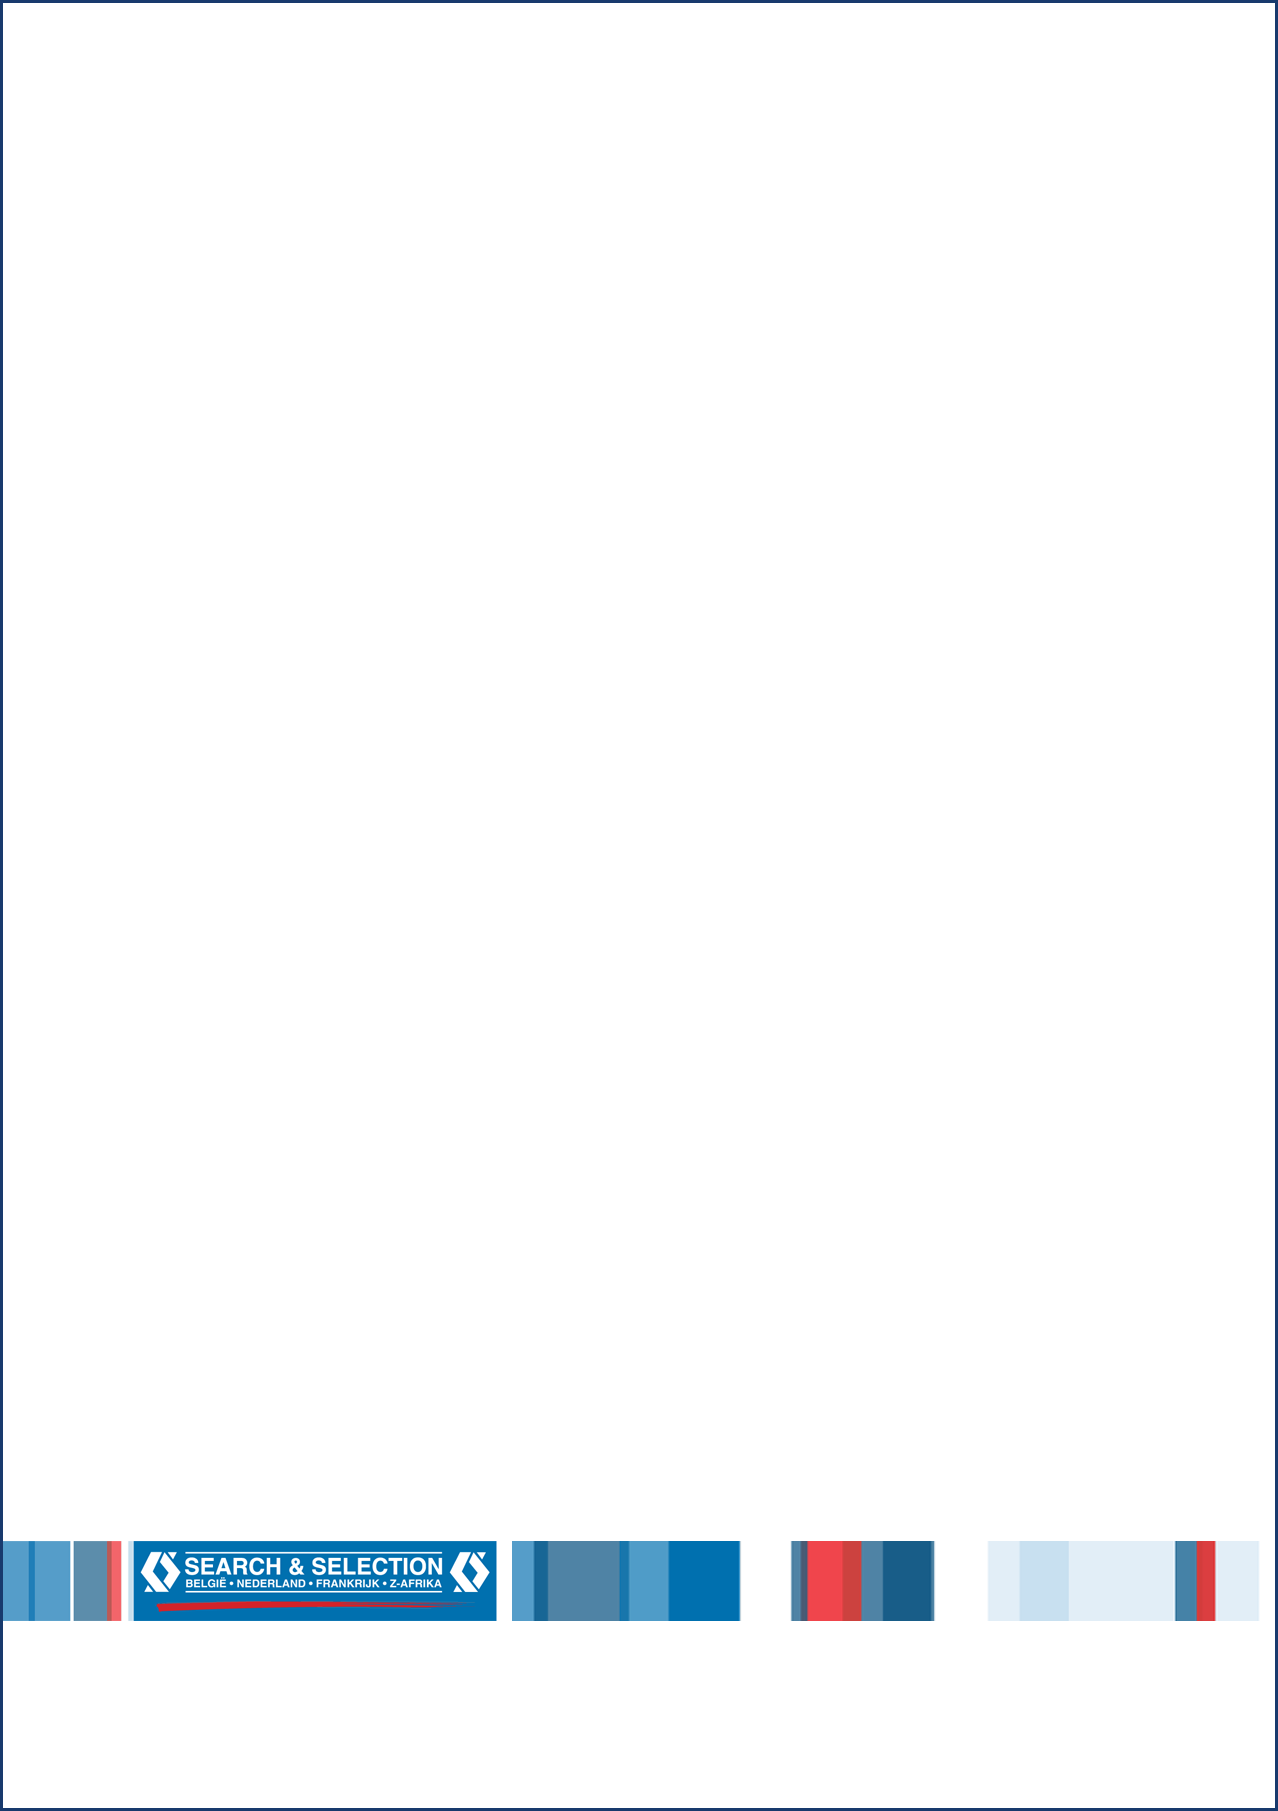 SEARCH & SELECTION
BELGIË • NEDERLAND • FRANKRIJK • Z-AFRIKA